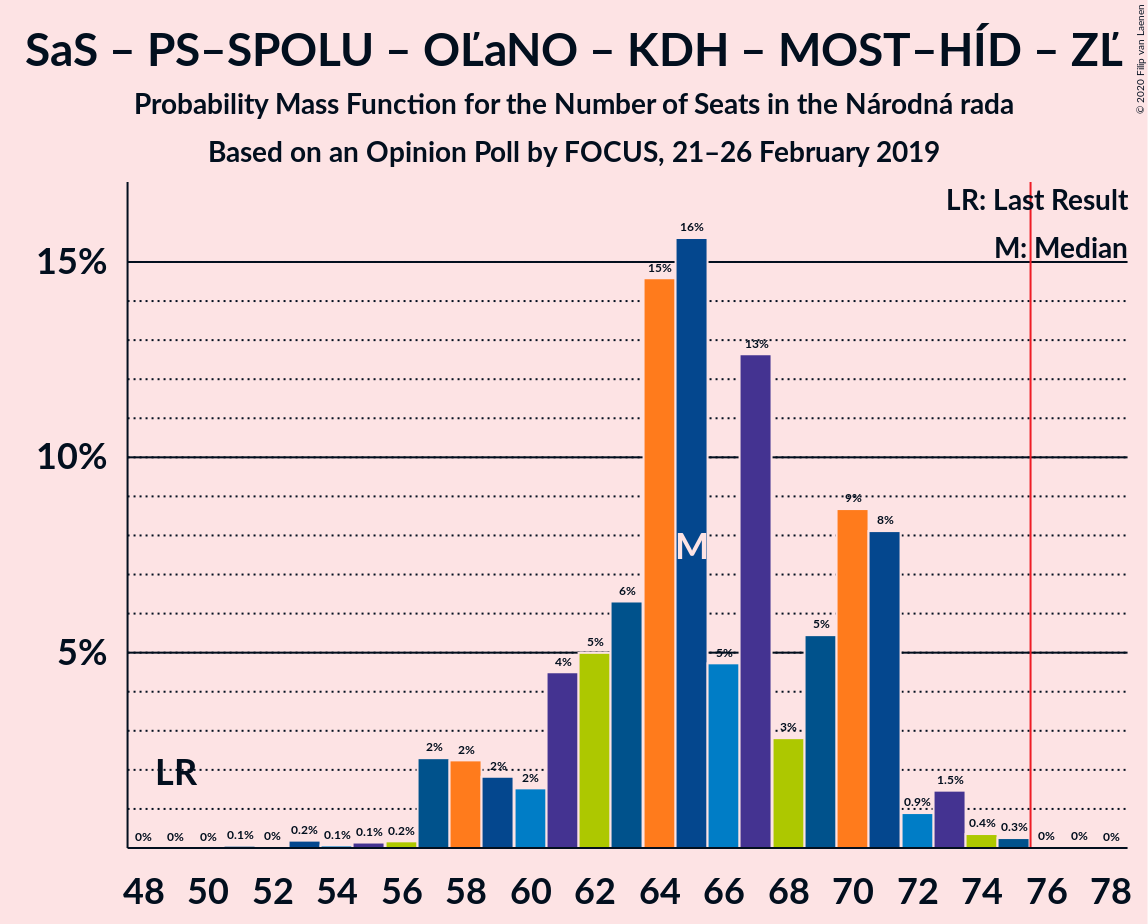 SaS – PS–SPOLU – OĽaNO – KDH – MOST–HÍD – ZĽ
© 2020 Filip van Laenen
Probability Mass Function for the Number of Seats in the Národná rada
Based on an Opinion Poll by FOCUS, 21–26 February 2019
LR: Last Result
M: Median
15%
10%
5%
LR
M
0% 0% 0% 0.1% 0% 0.2% 0.1% 0.1% 0.2% 2% 2% 2% 2% 4% 5% 6% 15% 16% 5% 13% 3% 5% 9% 8% 0.9% 1.5% 0.4% 0.3% 0% 0% 0%
48 50 52 54 56 58 60 62 64 66 68 70 72 74 76 78